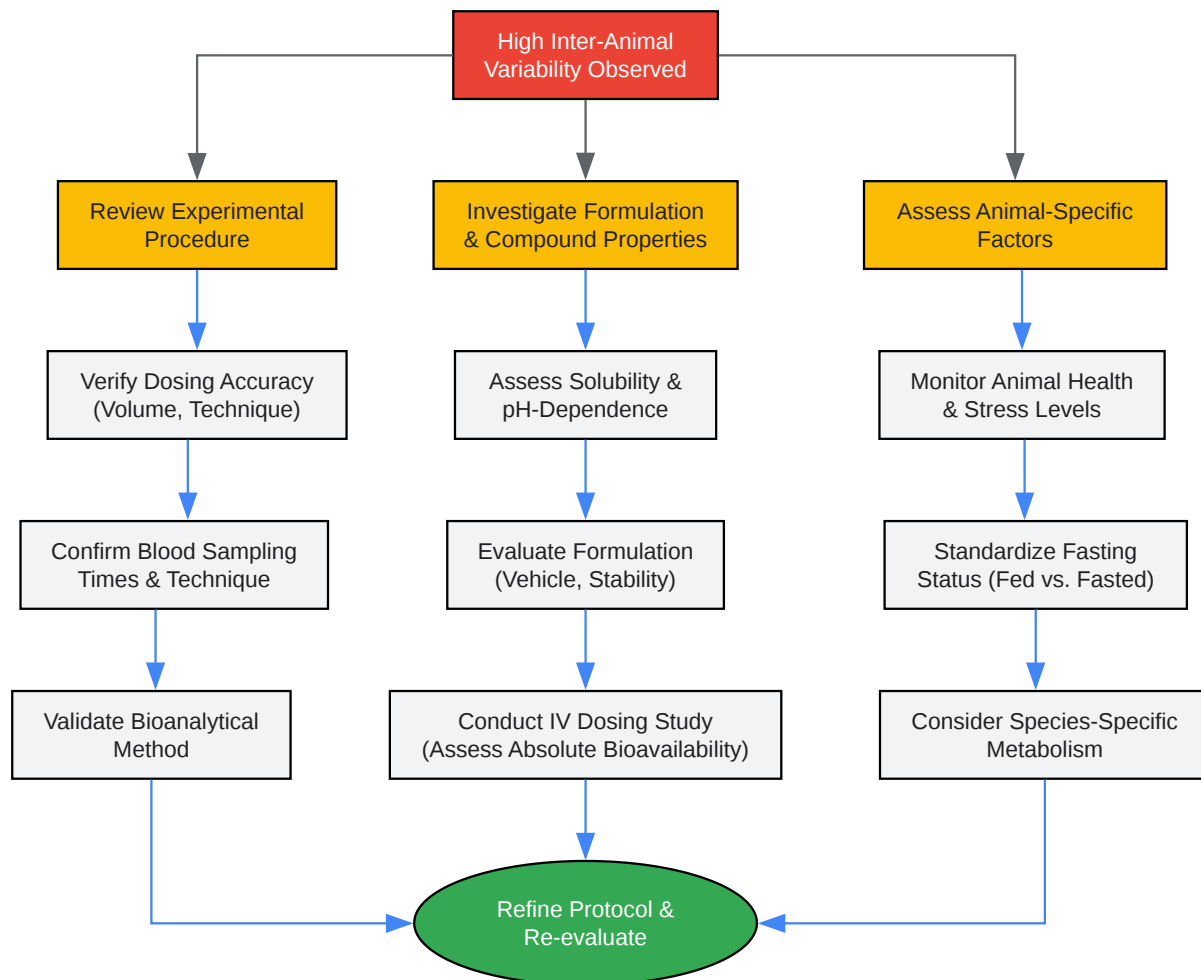 High Inter-Animal
Variability Observed
Review Experimental
Procedure
Investigate Formulation
& Compound Properties
Assess Animal-Specific
Factors
Verify Dosing Accuracy
(Volume, Technique)
Assess Solubility &
pH-Dependence
Monitor Animal Health
& Stress Levels
Confirm Blood Sampling
Times & Technique
Evaluate Formulation
(Vehicle, Stability)
Standardize Fasting
Status (Fed vs. Fasted)
Validate Bioanalytical
Method
Conduct IV Dosing Study
(Assess Absolute Bioavailability)
Consider Species-Specific
Metabolism
Refine Protocol &
Re-evaluate